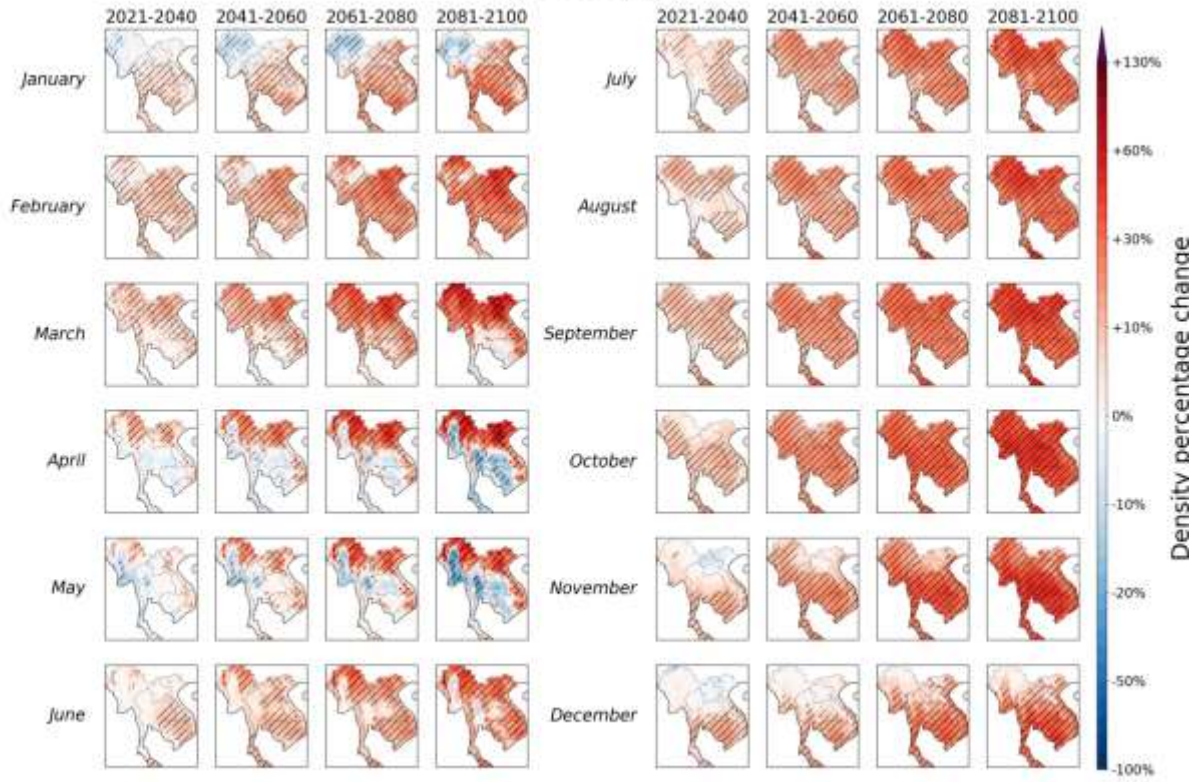 2021-2040 2041-2060 2061-2080 2081-2100
January
February
March
April
May
June
2021-2040 2041-2060 2061-2080 2081-2100
July
August
September
October
November
December
+130%
+60%
+30%
+10%
0%
-10%
-20%
-50%
-100%
Density percentage change